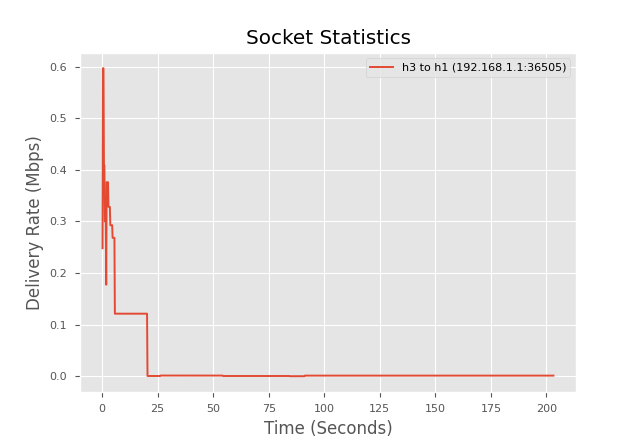 Socket Statistics
h3 to h1 (192.168.1.1:36505)
Delivery Rate (Mbps)
0.6
0.5
0.4
0.3
0.2
0.1
0.0
0 25 50 75 100 125 150 175 200
Time (Seconds)